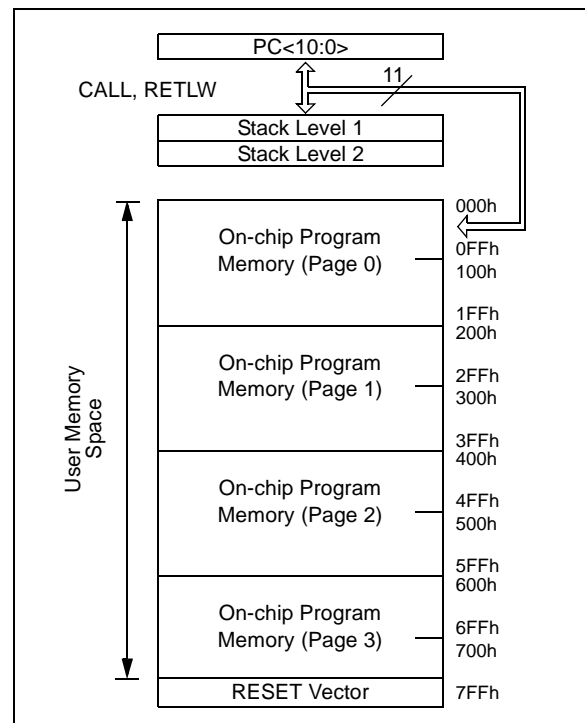 PC<10:0>
CALL, RETLW
11
Stack Level 1
Stack Level 2
000h
On-chip Program
Memory (Page 0)
0FFh
100h
1FFh
200h
On-chip Program
Memory (Page 1)
2FFh
300h
3FFh
400h
User Memory
Space
On-chip Program
Memory (Page 2)
4FFh
500h
5FFh
600h
On-chip Program
Memory (Page 3)
6FFh
700h
RESET Vector
7FFh